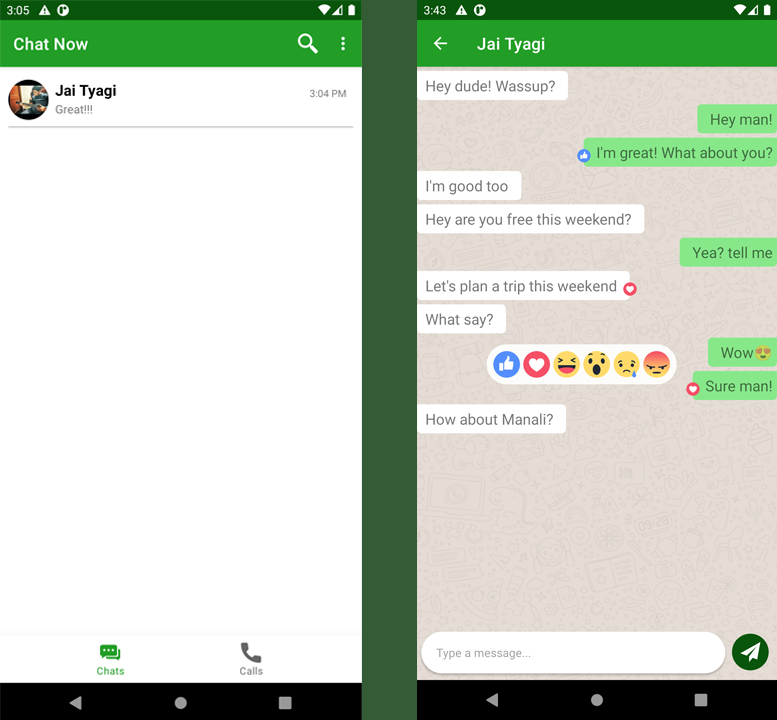 3:05
Chat Now
Jai Tyagi
3:04 PM
Great!!!
Chats
Calls
3:43
Jai Tyagi
Hey dude! Wassup?
Hey man!
I'm great! What about you?
I'm good too
Hey are you free this weekend?
Yea? tell me
Let's plan a trip this weekend
What say?
Wow😍
Sure man!
How about Manali?
09:28
Type a message...